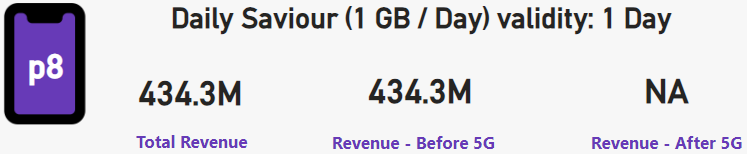 Daily Saviour (1 GB / Day) validity: 1 Day
p8
434.3M 434.3M NA
Total Revenue Revenue - Before 5G Revenue - After 5G